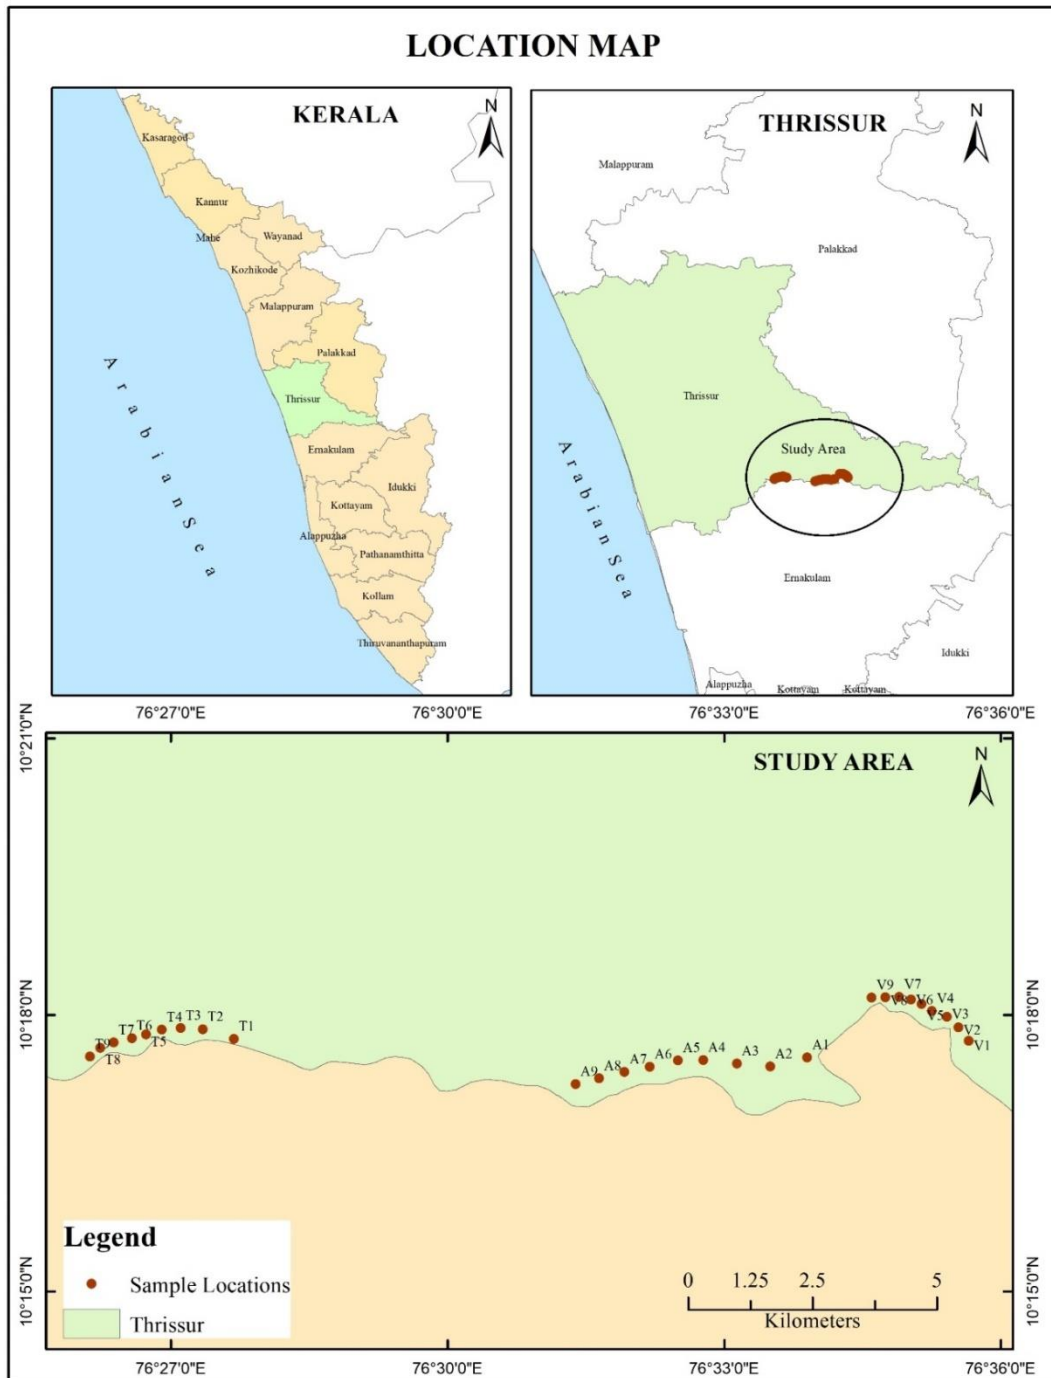 LOCATION MAP
KERALA
N
Kasaragod
Kannur
Mahe
Wayanad
Kozhikode
Malappuram
Palakkad
Thrissur
Arabian Sea
Ernakulam
Idukki
Kottayam
Alappuzha
Pathanamthitta
Kollam
Thiruvananthapuram
THRISSUR
N
Malappuram
Palakkad
Thrissur
Study Area
Arabian Sea
Ernakulam
Idukki
Alappuzha
Kottayam
Kottayam
76°27'0"E
76°30'0"E
76°33'0"E
76°36'0"E
10°21'0"N
STUDY AREA
N
10°18'0"N
10°18'0"N
T9
T8
T7
T6
T5
T4
T3
T2
T1
A9
A8
A7
A6
A5
A4
A3
A2
A1
V9
V8
V7
V6
V5
V4
V3
V2
V1
10°15'0"N
10°15'0"N
Legend
Sample Locations
Thrissur
0 1.25 2.5 5
Kilometers
76°27'0"E
76°30'0"E
76°33'0"E
76°36'0"E